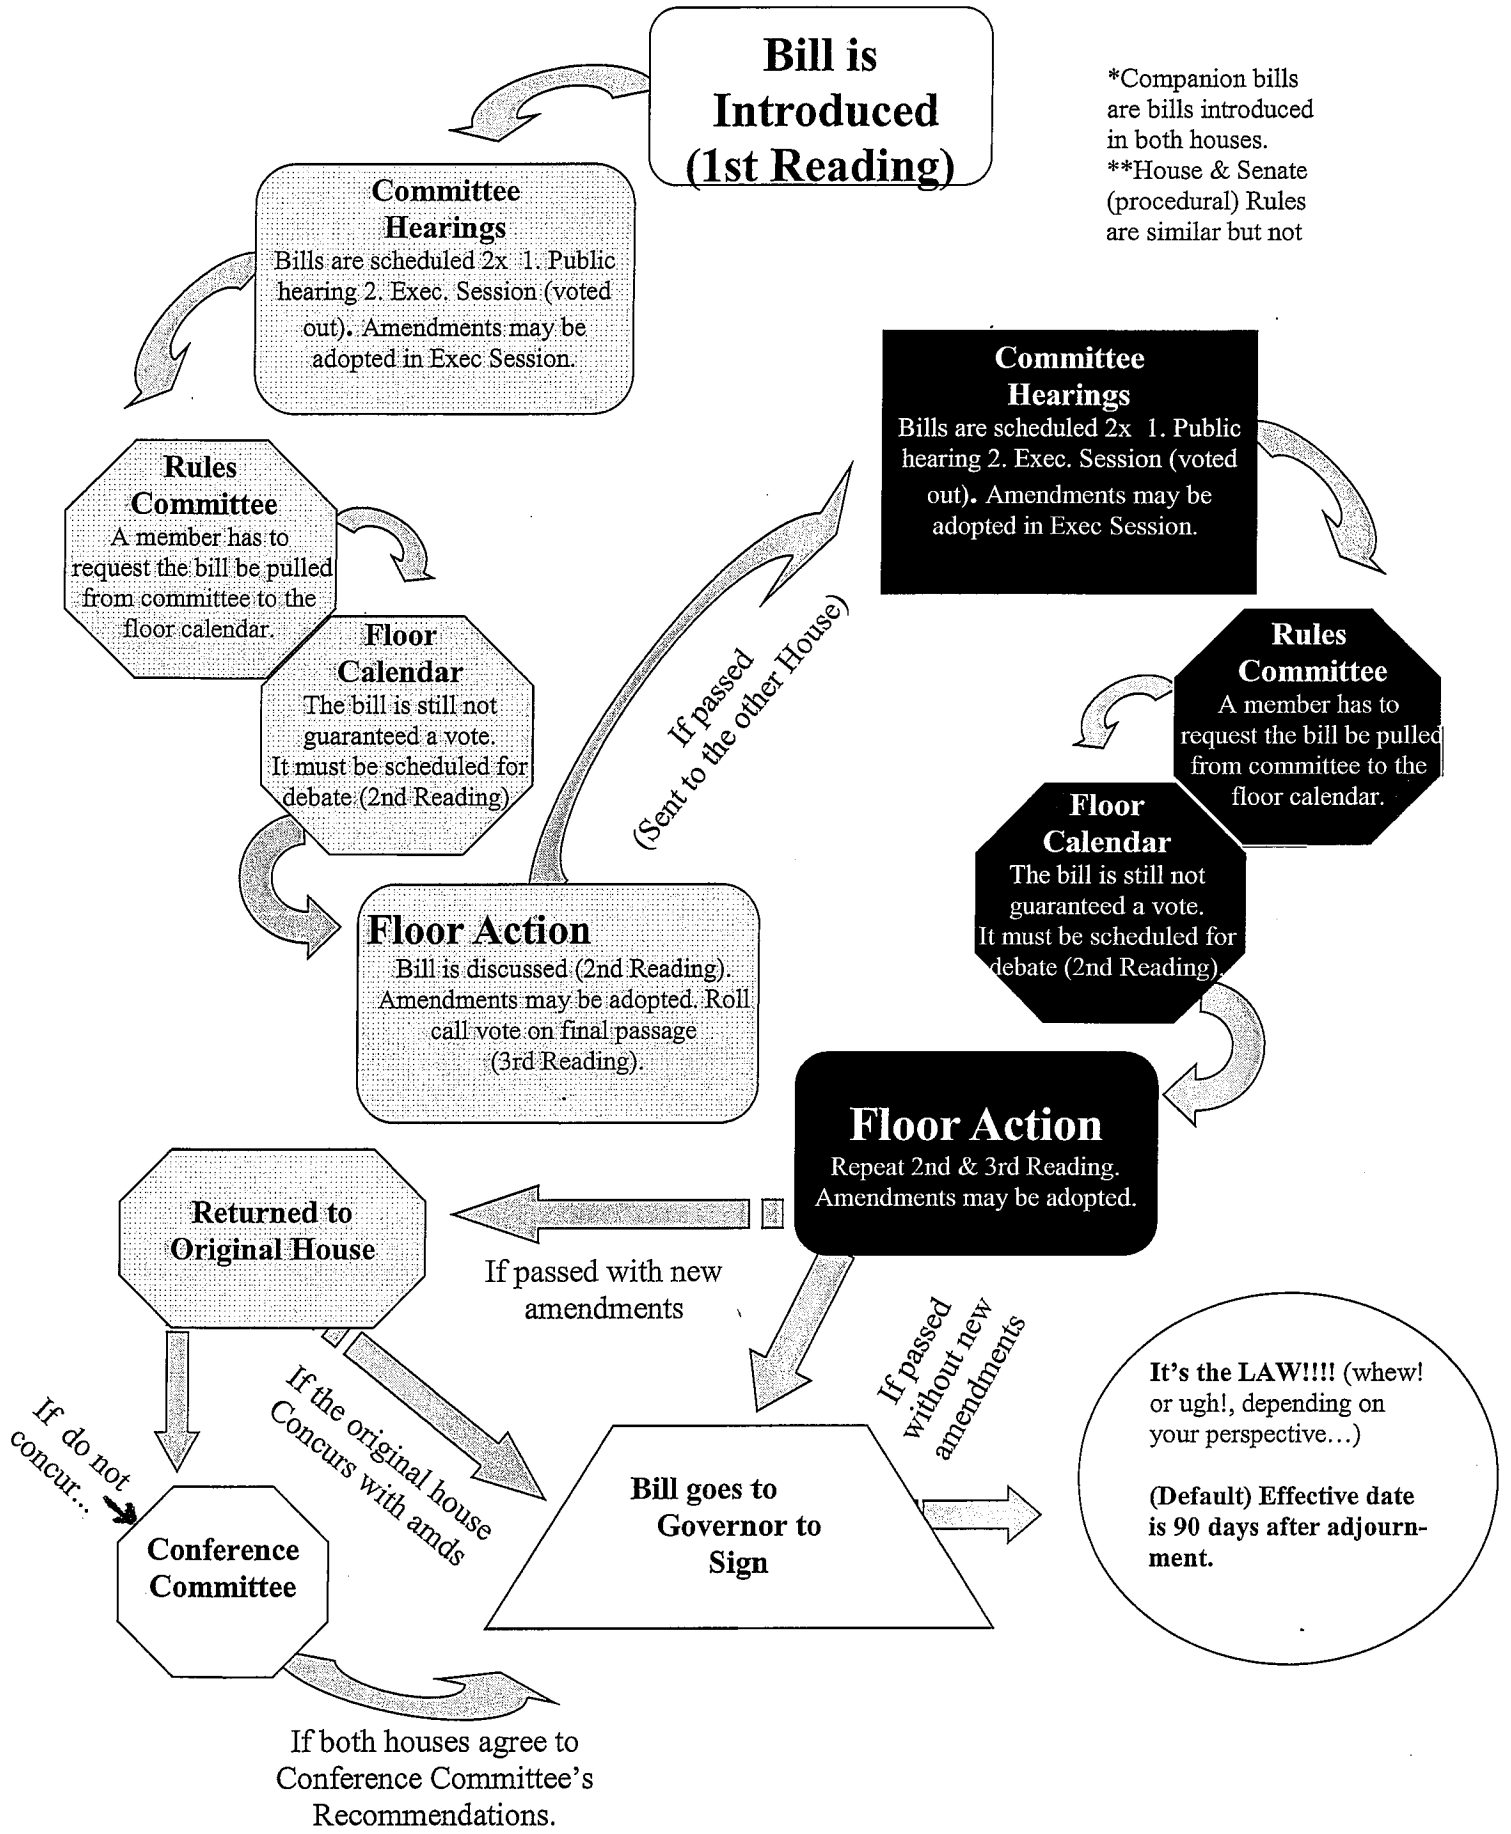 Bill is
Introduced
(1st Reading)
*Companion bills
are bills introduced
in both houses.
**House & Senate
(procedural) Rules
are similar but not
Committee
Hearings
Bills are scheduled 2x 1. Public
hearing 2. Exec. Session (voted
out). Amendments may be
adopted in Exec Session.
Rules
Committee
A member has to
request the bill be pulled
from committee to the
floor calendar.
Floor
Calendar
The bill is still not
guaranteed a vote.
It must be scheduled for
debate (2nd Reading)
Floor Action
Bill is discussed (2nd Reading).
Amendments may be adopted. Roll
call vote on final passage
(3rd Reading).
If passed
(Sent to the other House)
Committee
Hearings
Bills are scheduled 2x 1. Public
hearing 2. Exec. Session (voted
out). Amendments may be
adopted in Exec Session.
Rules
Committee
A member has to
request the bill be pulled
from committee to the
floor calendar.
Floor
Calendar
The bill is still not
guaranteed a vote.
It must be scheduled for
debate (2nd Reading).
Floor Action
Repeat 2nd & 3rd Reading.
Amendments may be adopted.
If passed with new
amendments
Returned to
Original House
If passed
without new
amendments
If the original house
Concurs with amds
If do not
concur...
Conference
Committee
If both houses agree to
Conference Committee's
Recommendations.
Bill goes to
Governor to
Sign
It's the LAW!!!! (whew!
or ugh!, depending on
your perspective...)
(Default) Effective date
is 90 days after adjourn-
ment.